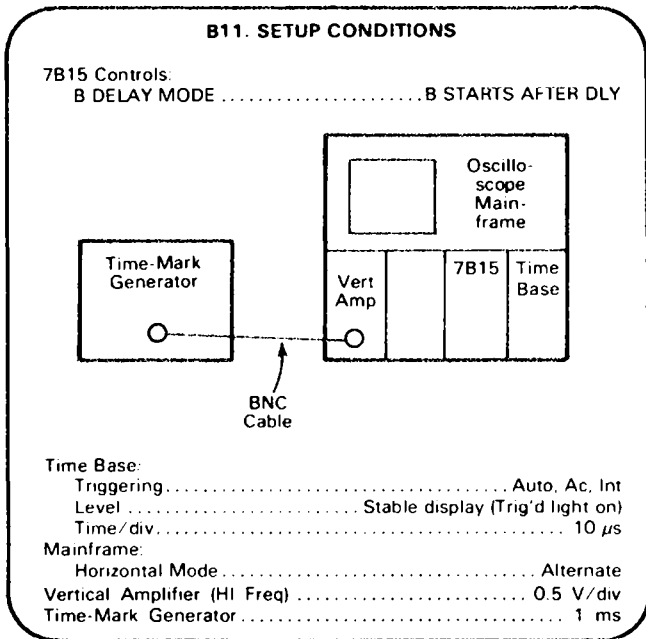 B11. SETUP CONDITIONS
7B15 Controls:
B DELAY MODE ........................ B STARTS AFTER DLY
Oscillo-
scope
Main-
frame
Time-Mark
Generator
Vert
Amp
7B15
Time
Base
BNC
Cable
Time Base:
Triggering ........................................ Auto, Ac, Int
Level ........................ Stable display (Trig'd light on)
Time/div ................................................ 10 μs
Mainframe:
Horizontal Mode .................................... Alternate
Vertical Amplifier (HI Freq) ............................ 0.5 V/div
Time-Mark Generator .................................... 1 ms